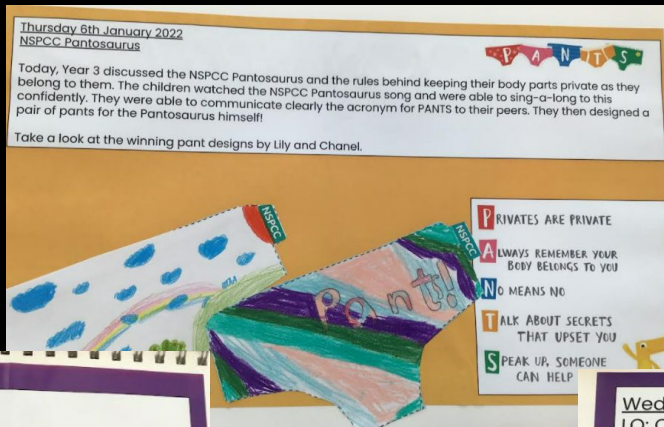 Thursday 6th January 2022
NSPCC Pantosaurus
PANTS
Today, Year 3 discussed the NSPCC Pantosaurus and the rules behind keeping their body parts private as they
belong to them. The children watched the NSPCC Pantosaurus song and were able to sing-a-long to this
confidently. They were able to communicate clearly the acronym for PANTS to their peers. They then designed a
pair of pants for the Pantosaurus himself!
Take a look at the winning pant designs by Lily and Chanel.
NSPCC
NSPCC
Pants!
PRIVATES ARE PRIVATE
ALWAYS REMEMBER YOUR
BODY BELONGS TO YOU
NO MEANS NO
TALK ABOUT SECRETS
THAT UPSET YOU
SPEAK UP, SOMEONE
CAN HELP
Wed
LO: